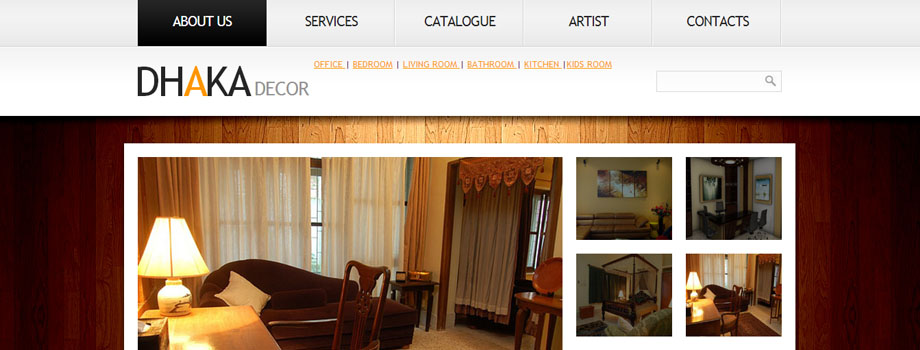 ABOUT US SERVICES CATALOGUE ARTIST CONTACTS
OFFICE | BEDROOM | LIVING ROOM | BATHROOM | KITCHEN |KIDS ROOM
DHAKA DECOR